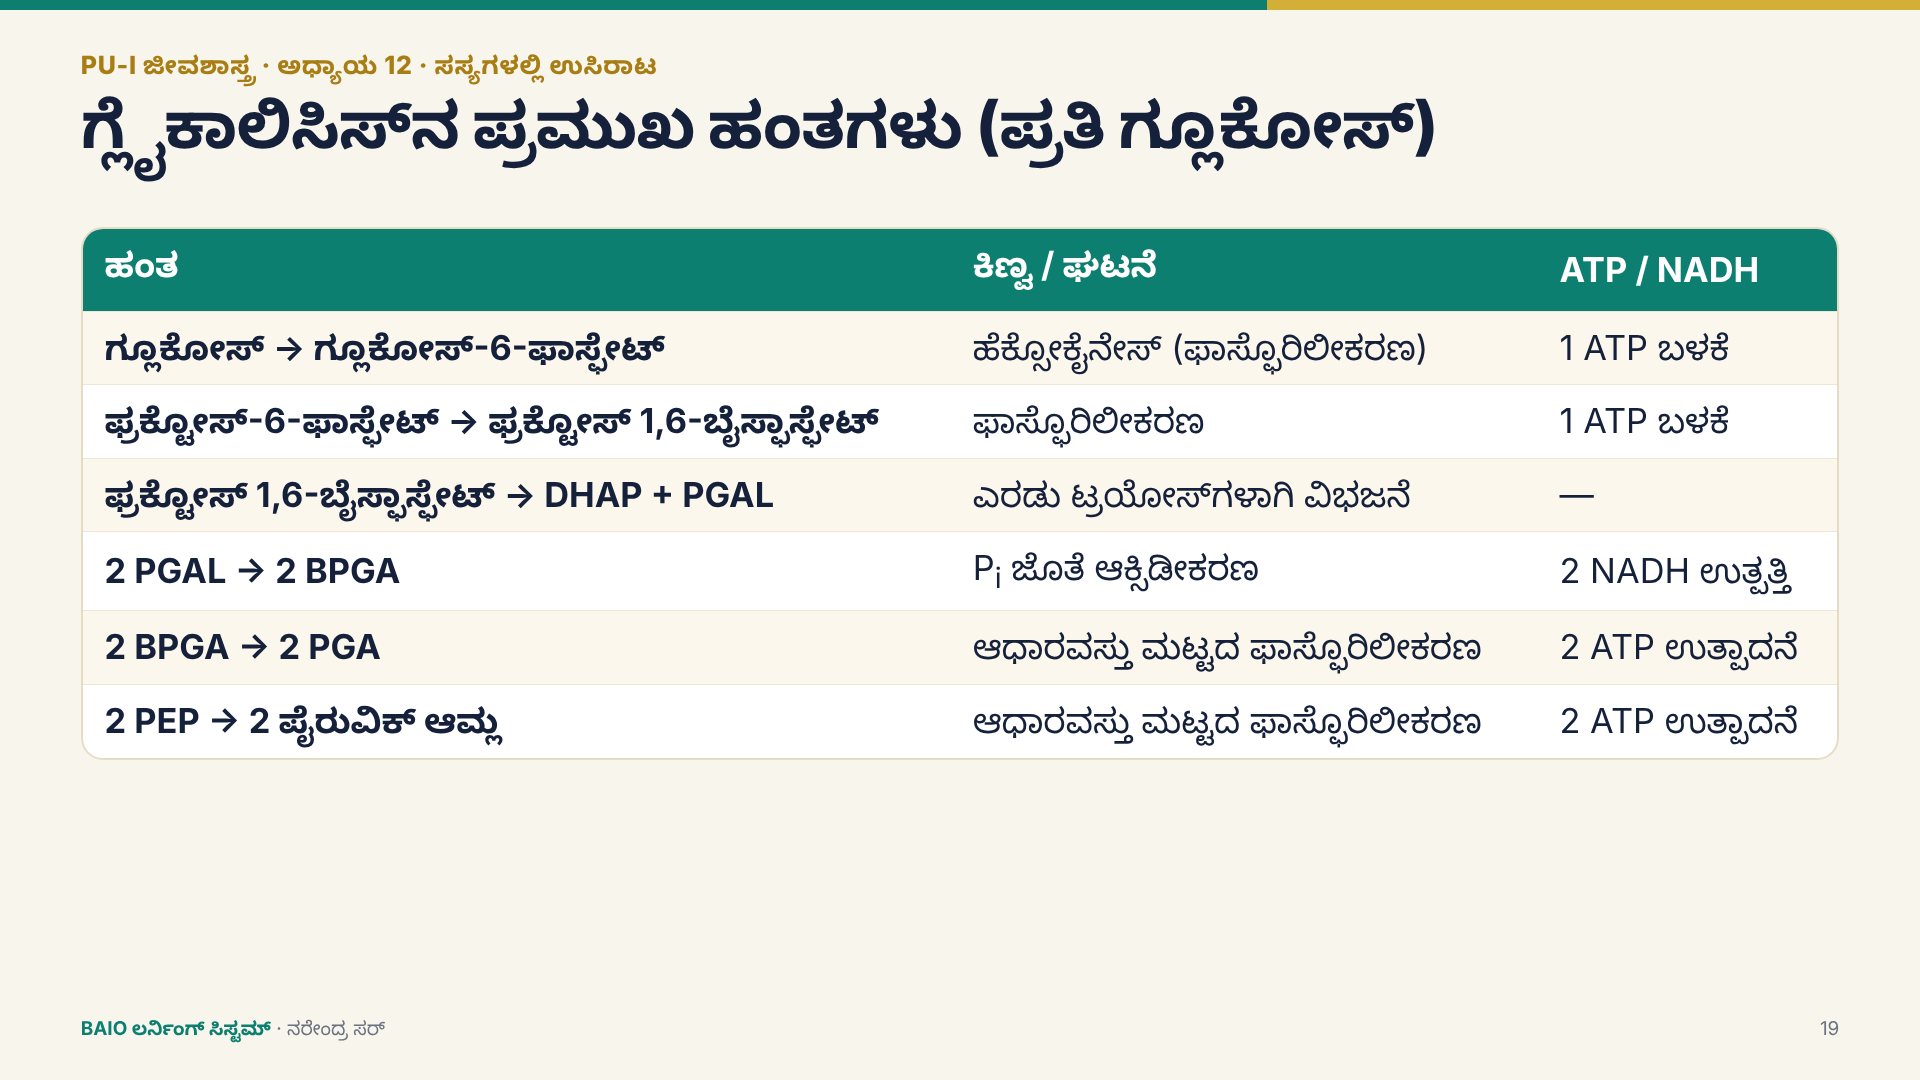 PU-I ಜೀವಶಾಸ್ತ್ರ · ಅಧ್ಯಾಯ 12 · ಸಸ್ಯಗಳಲ್ಲಿ ಉಸಿರಾಟ
ಗ್ಲೈಕಾಲಿಸಿಸ್‌ನ ಪ್ರಮುಖ ಹಂತಗಳು (ಪ್ರತಿ ಗ್ಲೂಕೋಸ್)
ಹಂತ ಕಿಣ್ವ / ಘಟನೆ ATP / NADH
ಗ್ಲೂಕೋಸ್ → ಗ್ಲೂಕೋಸ್-6-ಫಾಸ್ಫೇಟ್ ಹೆಕ್ಸೋಕೈನೇಸ್ (ಫಾಸ್ಫೊರಿಲೀಕರಣ) 1 ATP ಬಳಕೆ
ಫ್ರಕ್ಟೋಸ್-6-ಫಾಸ್ಫೇಟ್ → ಫ್ರಕ್ಟೋಸ್ 1,6-ಬೈಸ್ಫಾಸ್ಫೇಟ್ ಫಾಸ್ಫೊರಿಲೀಕರಣ 1 ATP ಬಳಕೆ
ಫ್ರಕ್ಟೋಸ್ 1,6-ಬೈಸ್ಫಾಸ್ಫೇಟ್ → DHAP + PGAL ಎರಡು ಟ್ರಯೋಸ್‌ಗಳಾಗಿ ವಿಭಜನೆ —
2 PGAL → 2 BPGA Pi ಜೊತೆ ಆಕ್ಸಿಡೀಕರಣ 2 NADH ಉತ್ಪತ್ತಿ
2 BPGA → 2 PGA ಆಧಾರವಸ್ತು ಮಟ್ಟದ ಫಾಸ್ಫೊರಿಲೀಕರಣ 2 ATP ಉತ್ಪಾದನೆ
2 PEP → 2 ಪೈರುವಿಕ್ ಆಮ್ಲ ಆಧಾರವಸ್ತು ಮಟ್ಟದ ಫಾಸ್ಫೊರಿಲೀಕರಣ 2 ATP ಉತ್ಪಾದನೆ
BAIO ಲರ್ನಿಂಗ್ ಸಿಸ್ಟಮ್ · ನರೇಂದ್ರ ಸರ್ 19